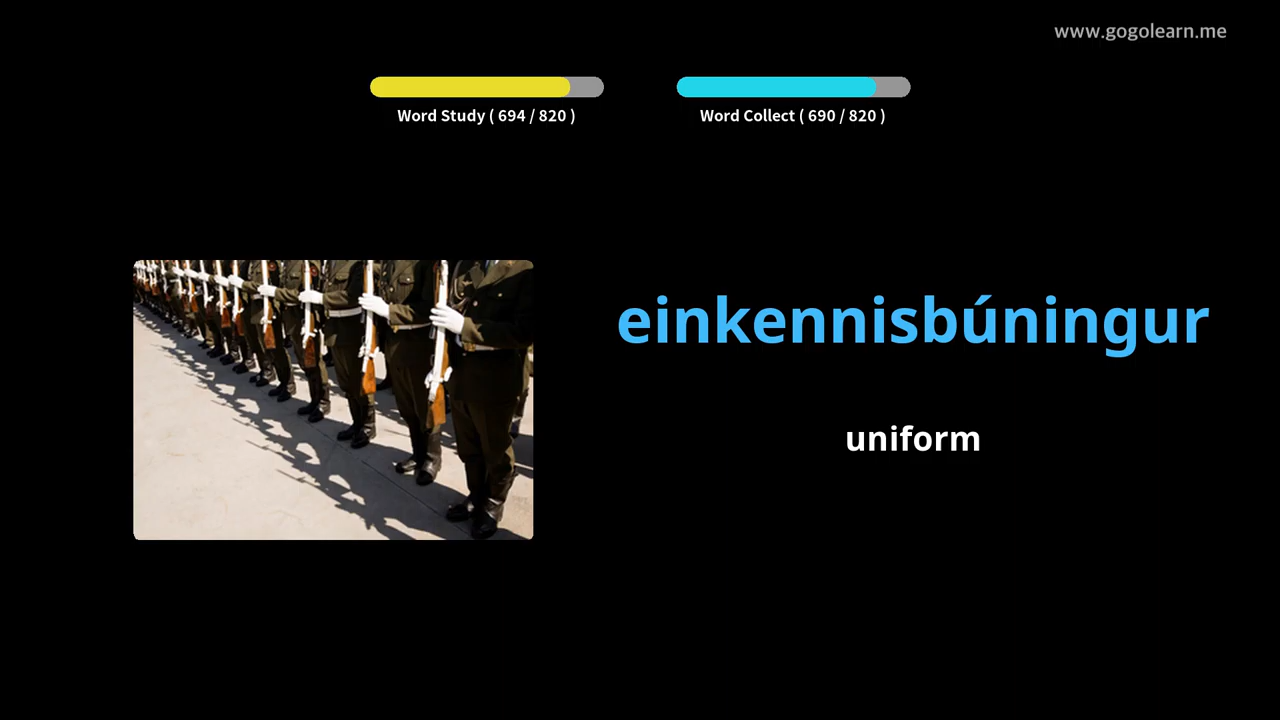 www.gogolearn.me
Word Study ( 694 / 820 )
Word Collect ( 690 / 820 )
einkennisbúningur
uniform